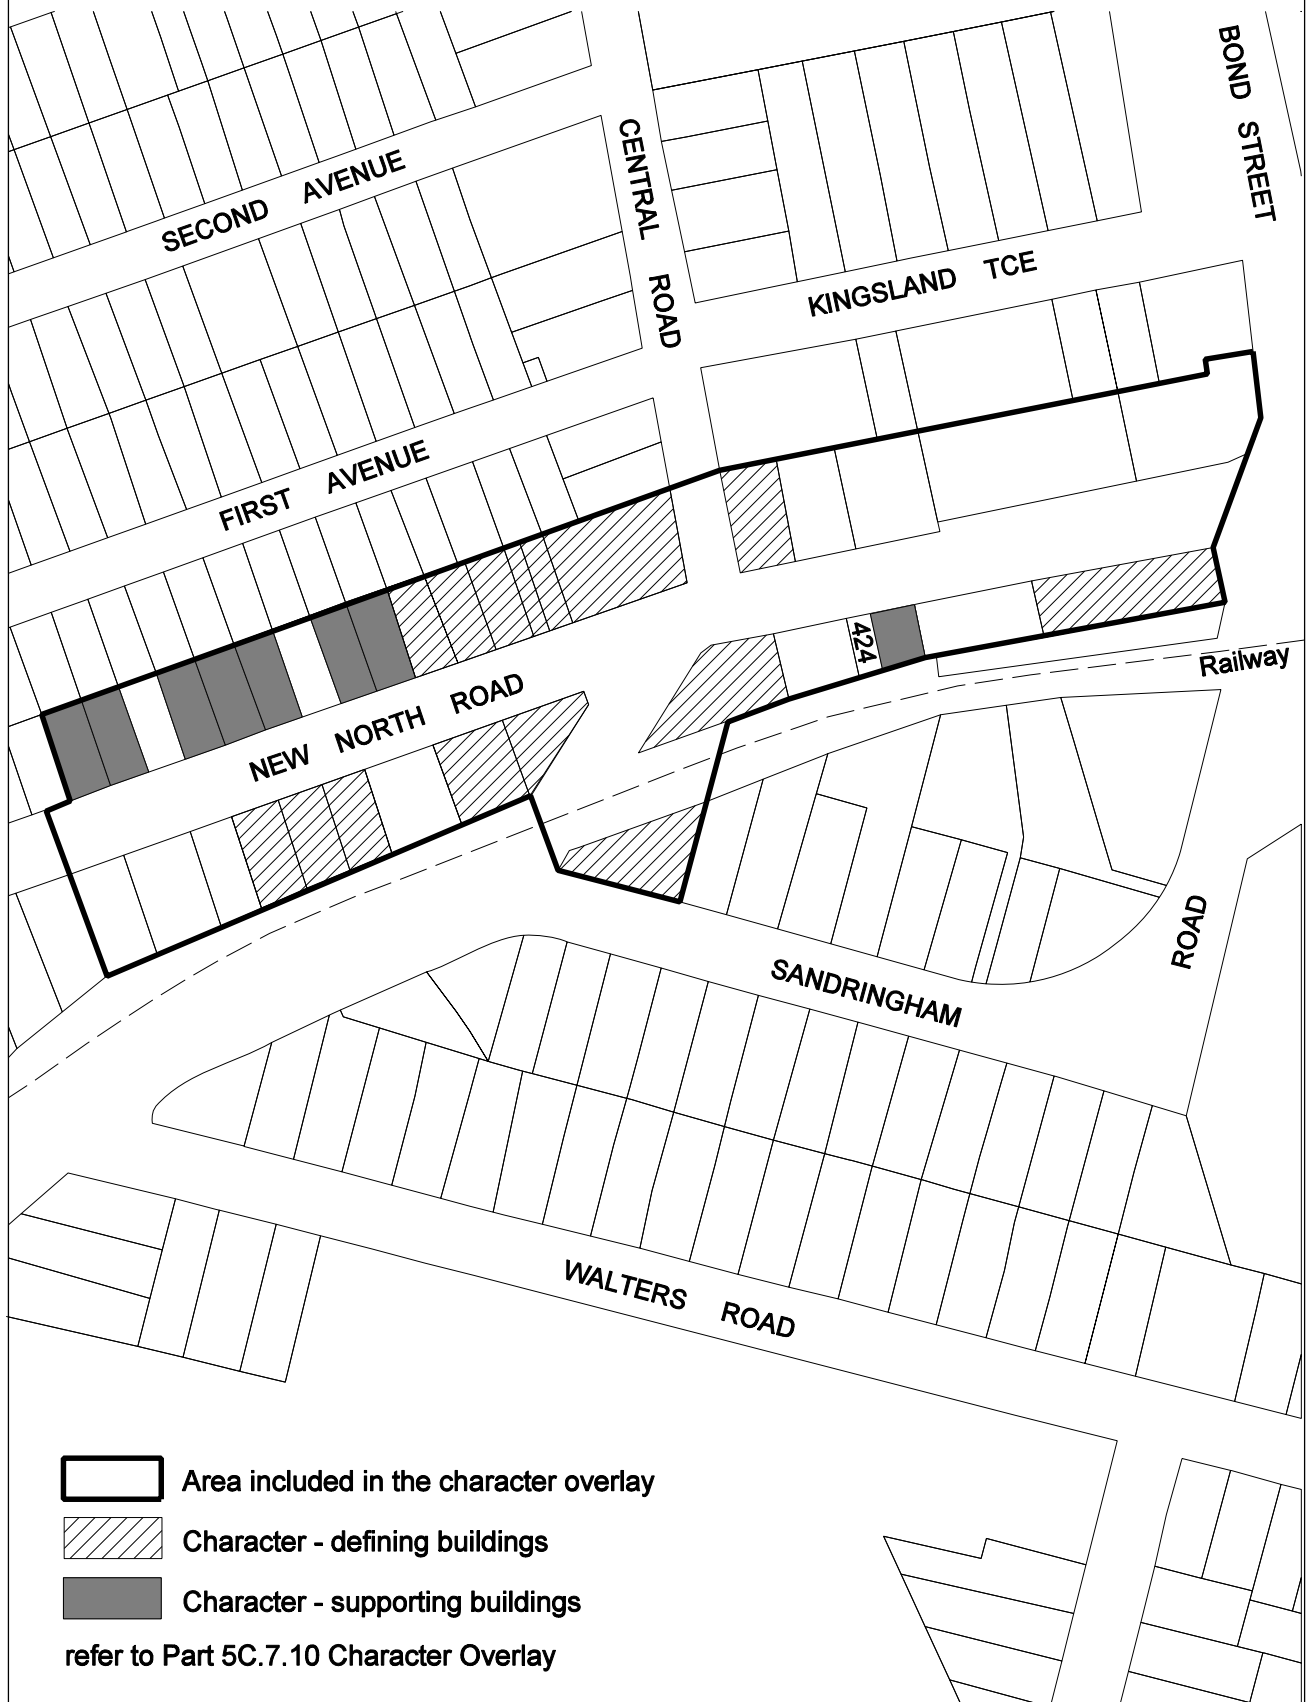 BOND STREET
CENTRAL ROAD
SECOND AVENUE
KINGSLAND TCE
FIRST AVENUE
424
Railway
NEW NORTH ROAD
ROAD
SANDRINGHAM
WALTERS ROAD
Area included in the character overlay
Character - defining buildings
Character - supporting buildings
refer to Part 5C.7.10 Character Overlay